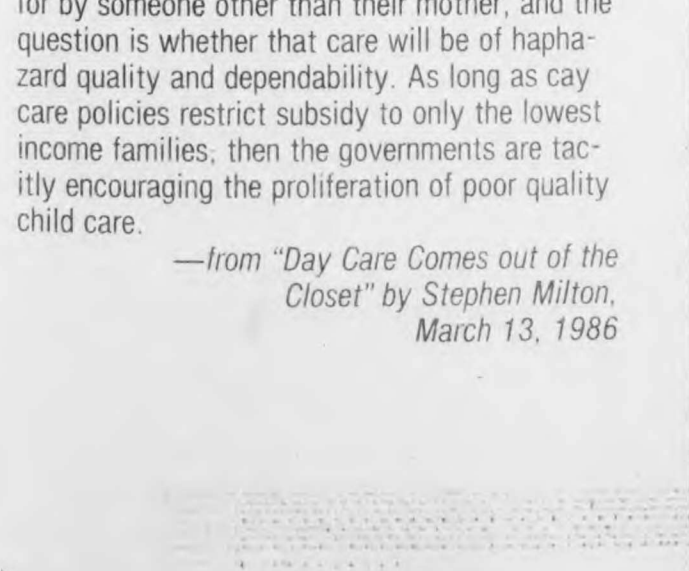 for by someone other than their mother, and the
question is whether that care will be of hapha-
zard quality and dependability. As long as cay
care policies restrict subsidy to only the lowest
income families, then the governments are tac-
itly encouraging the proliferation of poor quality
child care.
—from "Day Care Comes out of the
Closet" by Stephen Milton,
March 13, 1986